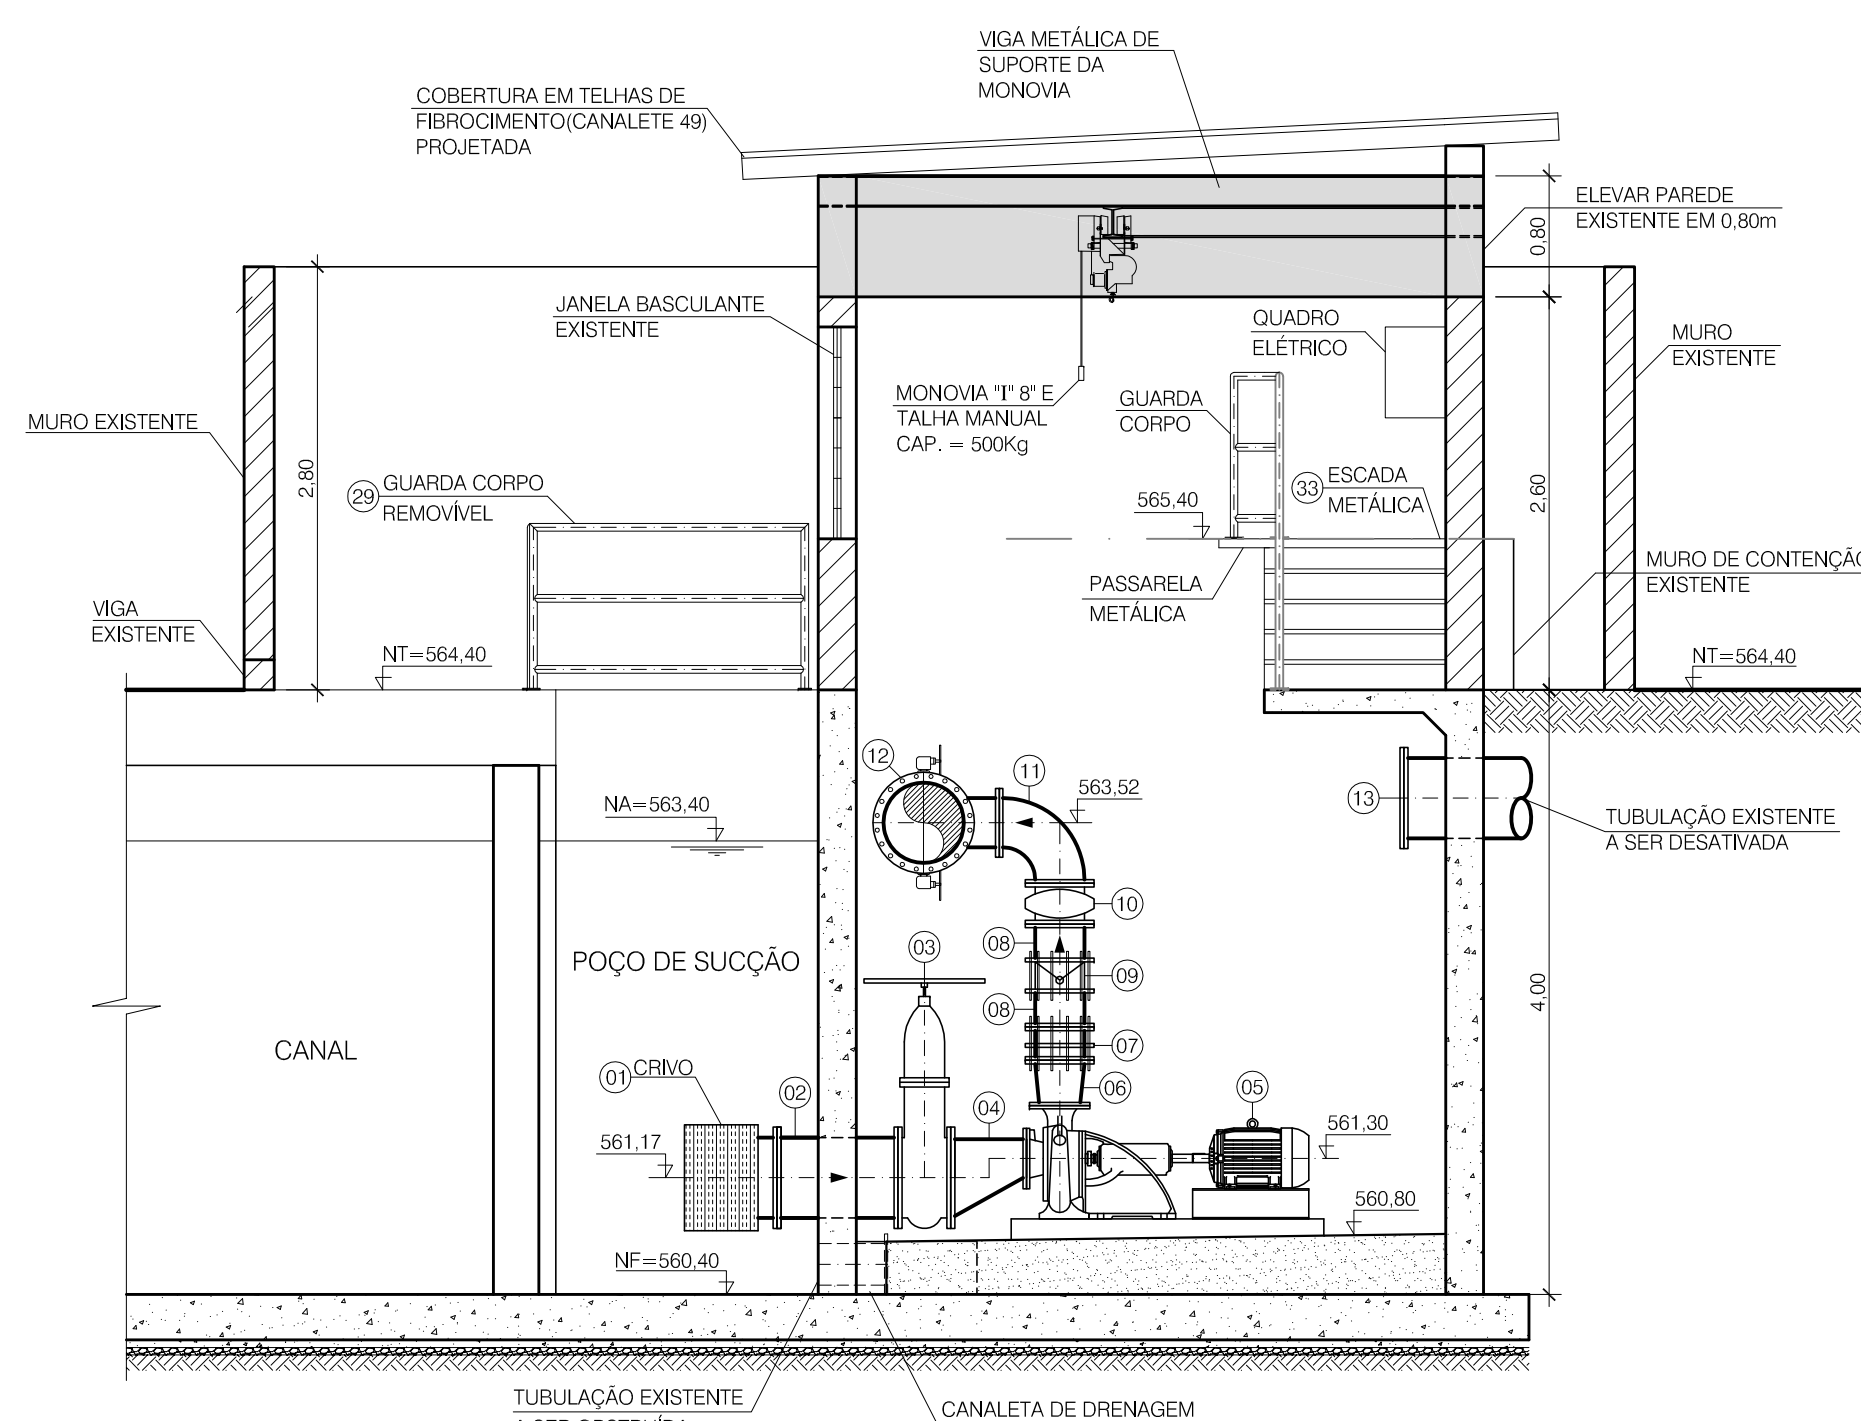 VIGA METÁLICA DE
SUPORTE DA
MONOVIA
COBERTURA EM TELHAS DE
FIBROCIMENTO(CANALETE 49)
PROJETADA
ELEVAR PAREDE
EXISTENTE EM 0,80m
0,80
JANELA BASCULANTE
EXISTENTE
QUADRO
ELÉTRICO
MURO
EXISTENTE
MONOVIA "I" 8" E
TALHA MANUAL
CAP. = 500Kg
GUARDA
CORPO
MURO EXISTENTE
2,80
29 GUARDA CORPO
REMOVÍVEL
33 ESCADA
METÁLICA
565,40
2,60
MURO DE CONTENÇÃO
EXISTENTE
PASSARELA
METÁLICA
VIGA
EXISTENTE
NT=564,40
NT=564,40
12
11
563,52
13
NA=563,40
TUBULAÇÃO EXISTENTE
A SER DESATIVADA
10
POÇO DE SUCÇÃO
03
08
09
4,00
08
CANAL
07
01 CRIVO
02
04
06
05
561,17
561,30
560,80
NF=560,40
TUBULAÇÃO EXISTENTE
CANALETA DE DRENAGEM